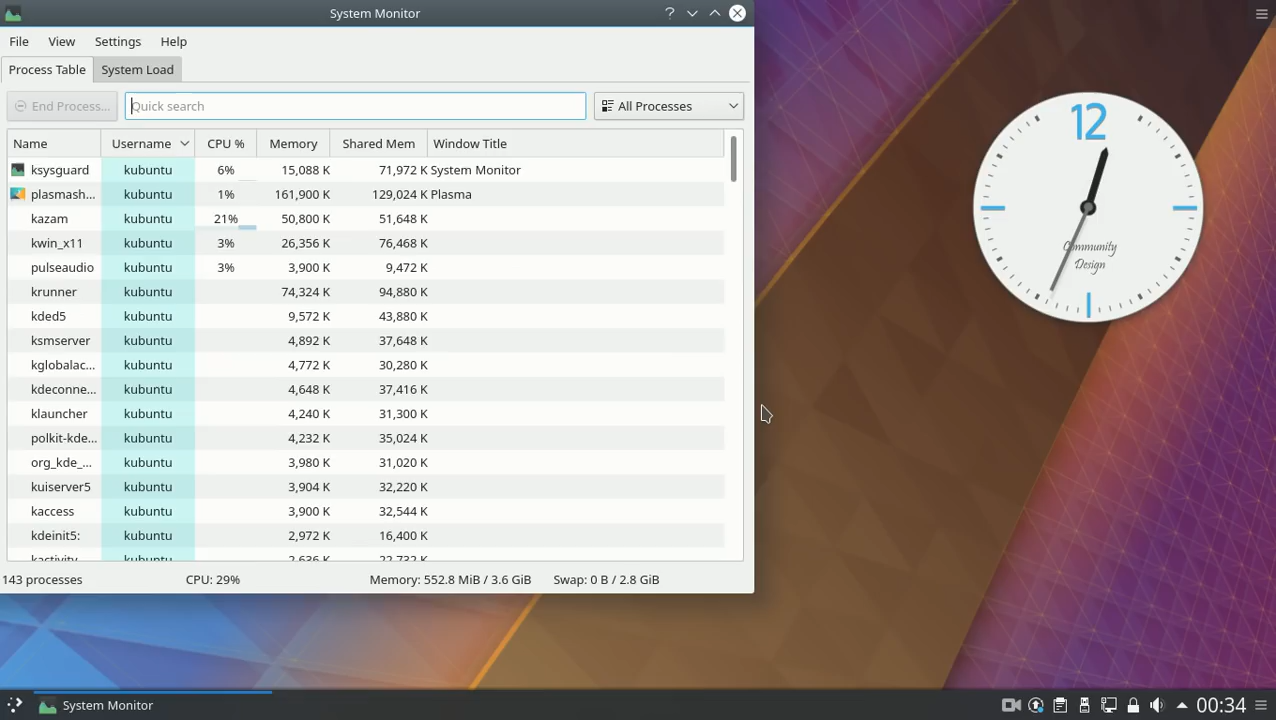 System Monitor
File View Settings Help
Process Table System Load
End Process... Quick search All Processes
Name Username CPU % Memory Shared Mem Window Title
ksysguard kubuntu 6% 15,088 K 71,972 K System Monitor
plasmash... kubuntu 1% 161,900 K 129,024 K Plasma
kazam kubuntu 21% 50,800 K 51,648 K
kwin_x11 kubuntu 3% 26,356 K 76,468 K
pulseaudio kubuntu 3% 3,900 K 9,472 K
krunner kubuntu 74,324 K 94,880 K
kded5 kubuntu 9,572 K 43,880 K
ksmserver kubuntu 4,892 K 37,648 K
kglobalac... kubuntu 4,772 K 30,280 K
kdeconne... kubuntu 4,648 K 37,416 K
klauncher kubuntu 4,240 K 31,300 K
polkit-kde... kubuntu 4,232 K 35,024 K
org_kde_... kubuntu 3,980 K 31,020 K
kuiserver5 kubuntu 3,904 K 32,220 K
kaccess kubuntu 3,900 K 32,544 K
kdeinit5: kubuntu 2,972 K 16,400 K
kactivity kubuntu 2,636 K 22,732 K
143 processes CPU: 29% Memory: 552.8 MiB / 3.6 GiB Swap: 0 B / 2.8 GiB
12
Community
Design
System Monitor 00:34